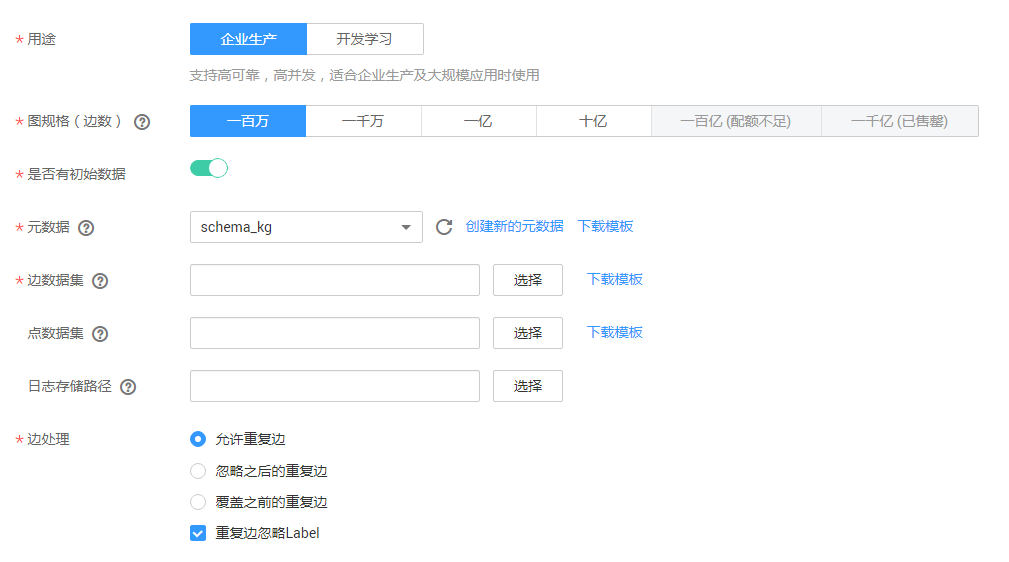 * 用途 企业生产 开发学习
支持高可靠，高并发，适合企业生产及大规模应用时使用
* 图规格（边数） ? 一百万 一千万 一亿 十亿 一百亿 (配额不足) 一千亿 (已售罄)
* 是否有初始数据
* 元数据 ? schema_kg 创建新的元数据 下载模板
* 边数据集 ? 选择 下载模板
点数据集 ? 选择 下载模板
日志存储路径 ? 选择
* 边处理 允许重复边
忽略之后的重复边
覆盖之前的重复边
重复边忽略Label